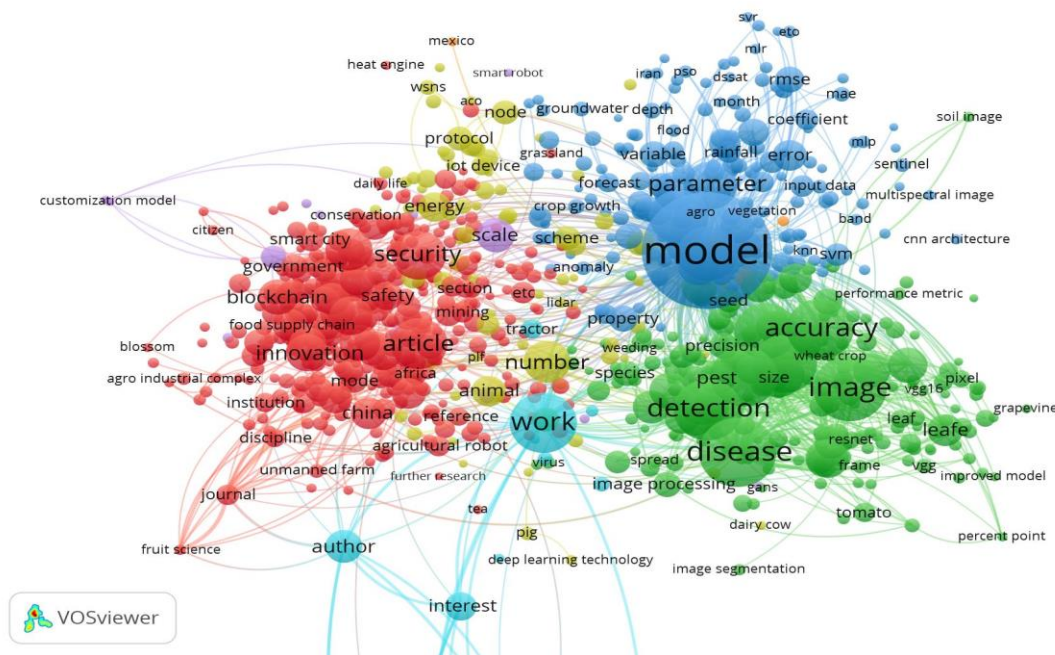 svr
eto
mexico
mlr
heat engine
smart robot
iran
pso
dssat
rmse
wsns
aco
node
groundwater
depth
month
mae
coefficient
soil image
protocol
flood
grassland
variable
rainfall
error
mlp
iot device
sentinel
daily life
forecast
parameter
input data
multispectral image
customization model
energy
crop growth
agro
vegetation
band
conservation
citizen
smart city
security
scale
scheme
model
cnn architecture
knn
svm
government
anomaly
section
etc
blockchain
safety
lidar
seed
performance metric
mining
food supply chain
tractor
property
accuracy
blossom
innovation
article
plf
number
weeding
precision
wheat crop
agro industrial complex
mode
africa
species
pest
size
image
vgg16
pixel
institution
china
animal
detection
grapevine
reference
work
leaf
leafe
discipline
agricultural robot
disease
resnet
unmanned farm
virus
spread
frame
vgg
improved model
further research
image processing
gans
journal
tea
tomato
dairy cow
pig
percent point
fruit science
author
deep learning technology
image segmentation
interest
VOSviewer